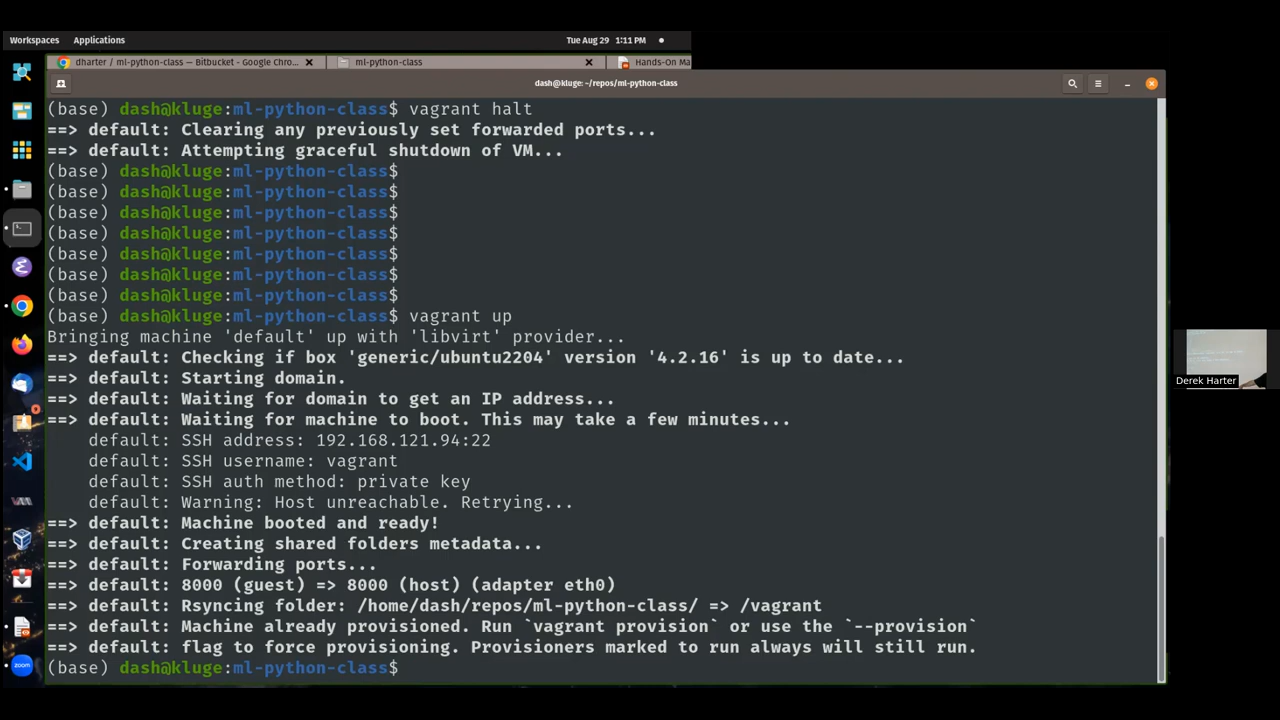 Workspaces Applications Tue Aug 29 1:11 PM
dharter / ml-python-class — Bitbucket - Google Chro... ml-python-class Hands-On Ma
dash@kluge: ~/repos/ml-python-class
(base) dash@kluge:ml-python-class$ vagrant halt
==> default: Clearing any previously set forwarded ports...
==> default: Attempting graceful shutdown of VM...
(base) dash@kluge:ml-python-class$
(base) dash@kluge:ml-python-class$
(base) dash@kluge:ml-python-class$
(base) dash@kluge:ml-python-class$
(base) dash@kluge:ml-python-class$
(base) dash@kluge:ml-python-class$
(base) dash@kluge:ml-python-class$
(base) dash@kluge:ml-python-class$ vagrant up
Bringing machine 'default' up with 'libvirt' provider...
==> default: Checking if box 'generic/ubuntu2204' version '4.2.16' is up to date...
==> default: Starting domain.
==> default: Waiting for domain to get an IP address...
==> default: Waiting for machine to boot. This may take a few minutes...
default: SSH address: 192.168.121.94:22
default: SSH username: vagrant
default: SSH auth method: private key
default: Warning: Host unreachable. Retrying...
==> default: Machine booted and ready!
==> default: Creating shared folders metadata...
==> default: Forwarding ports...
==> default: 8000 (guest) => 8000 (host) (adapter eth0)
==> default: Rsyncing folder: /home/dash/repos/ml-python-class/ => /vagrant
==> default: Machine already provisioned. Run `vagrant provision` or use the `--provision`
==> default: flag to force provisioning. Provisioners marked to run always will still run.
(base) dash@kluge:ml-python-class$
Derek Harter
zoom